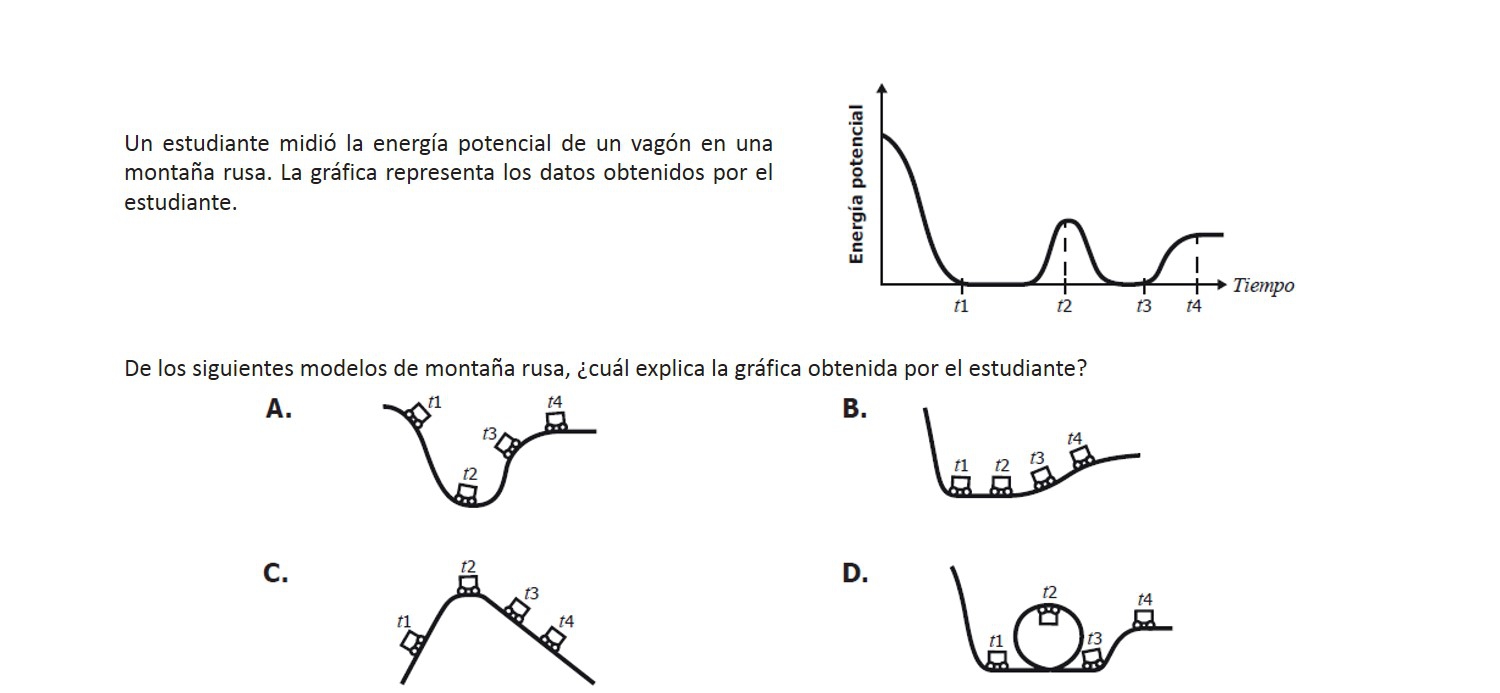 Un estudiante midió la energía potencial de un vagón en una
montaña rusa. La gráfica representa los datos obtenidos por el
estudiante.
Energía potencial
Tiempo
t1 t2 t3 t4
De los siguientes modelos de montaña rusa, ¿cuál explica la gráfica obtenida por el estudiante?
A.
t1
t2
t3
t4
B.
t1
t2
t3
t4
C.
t1
t2
t3
t4
D.
t1
t2
t3
t4